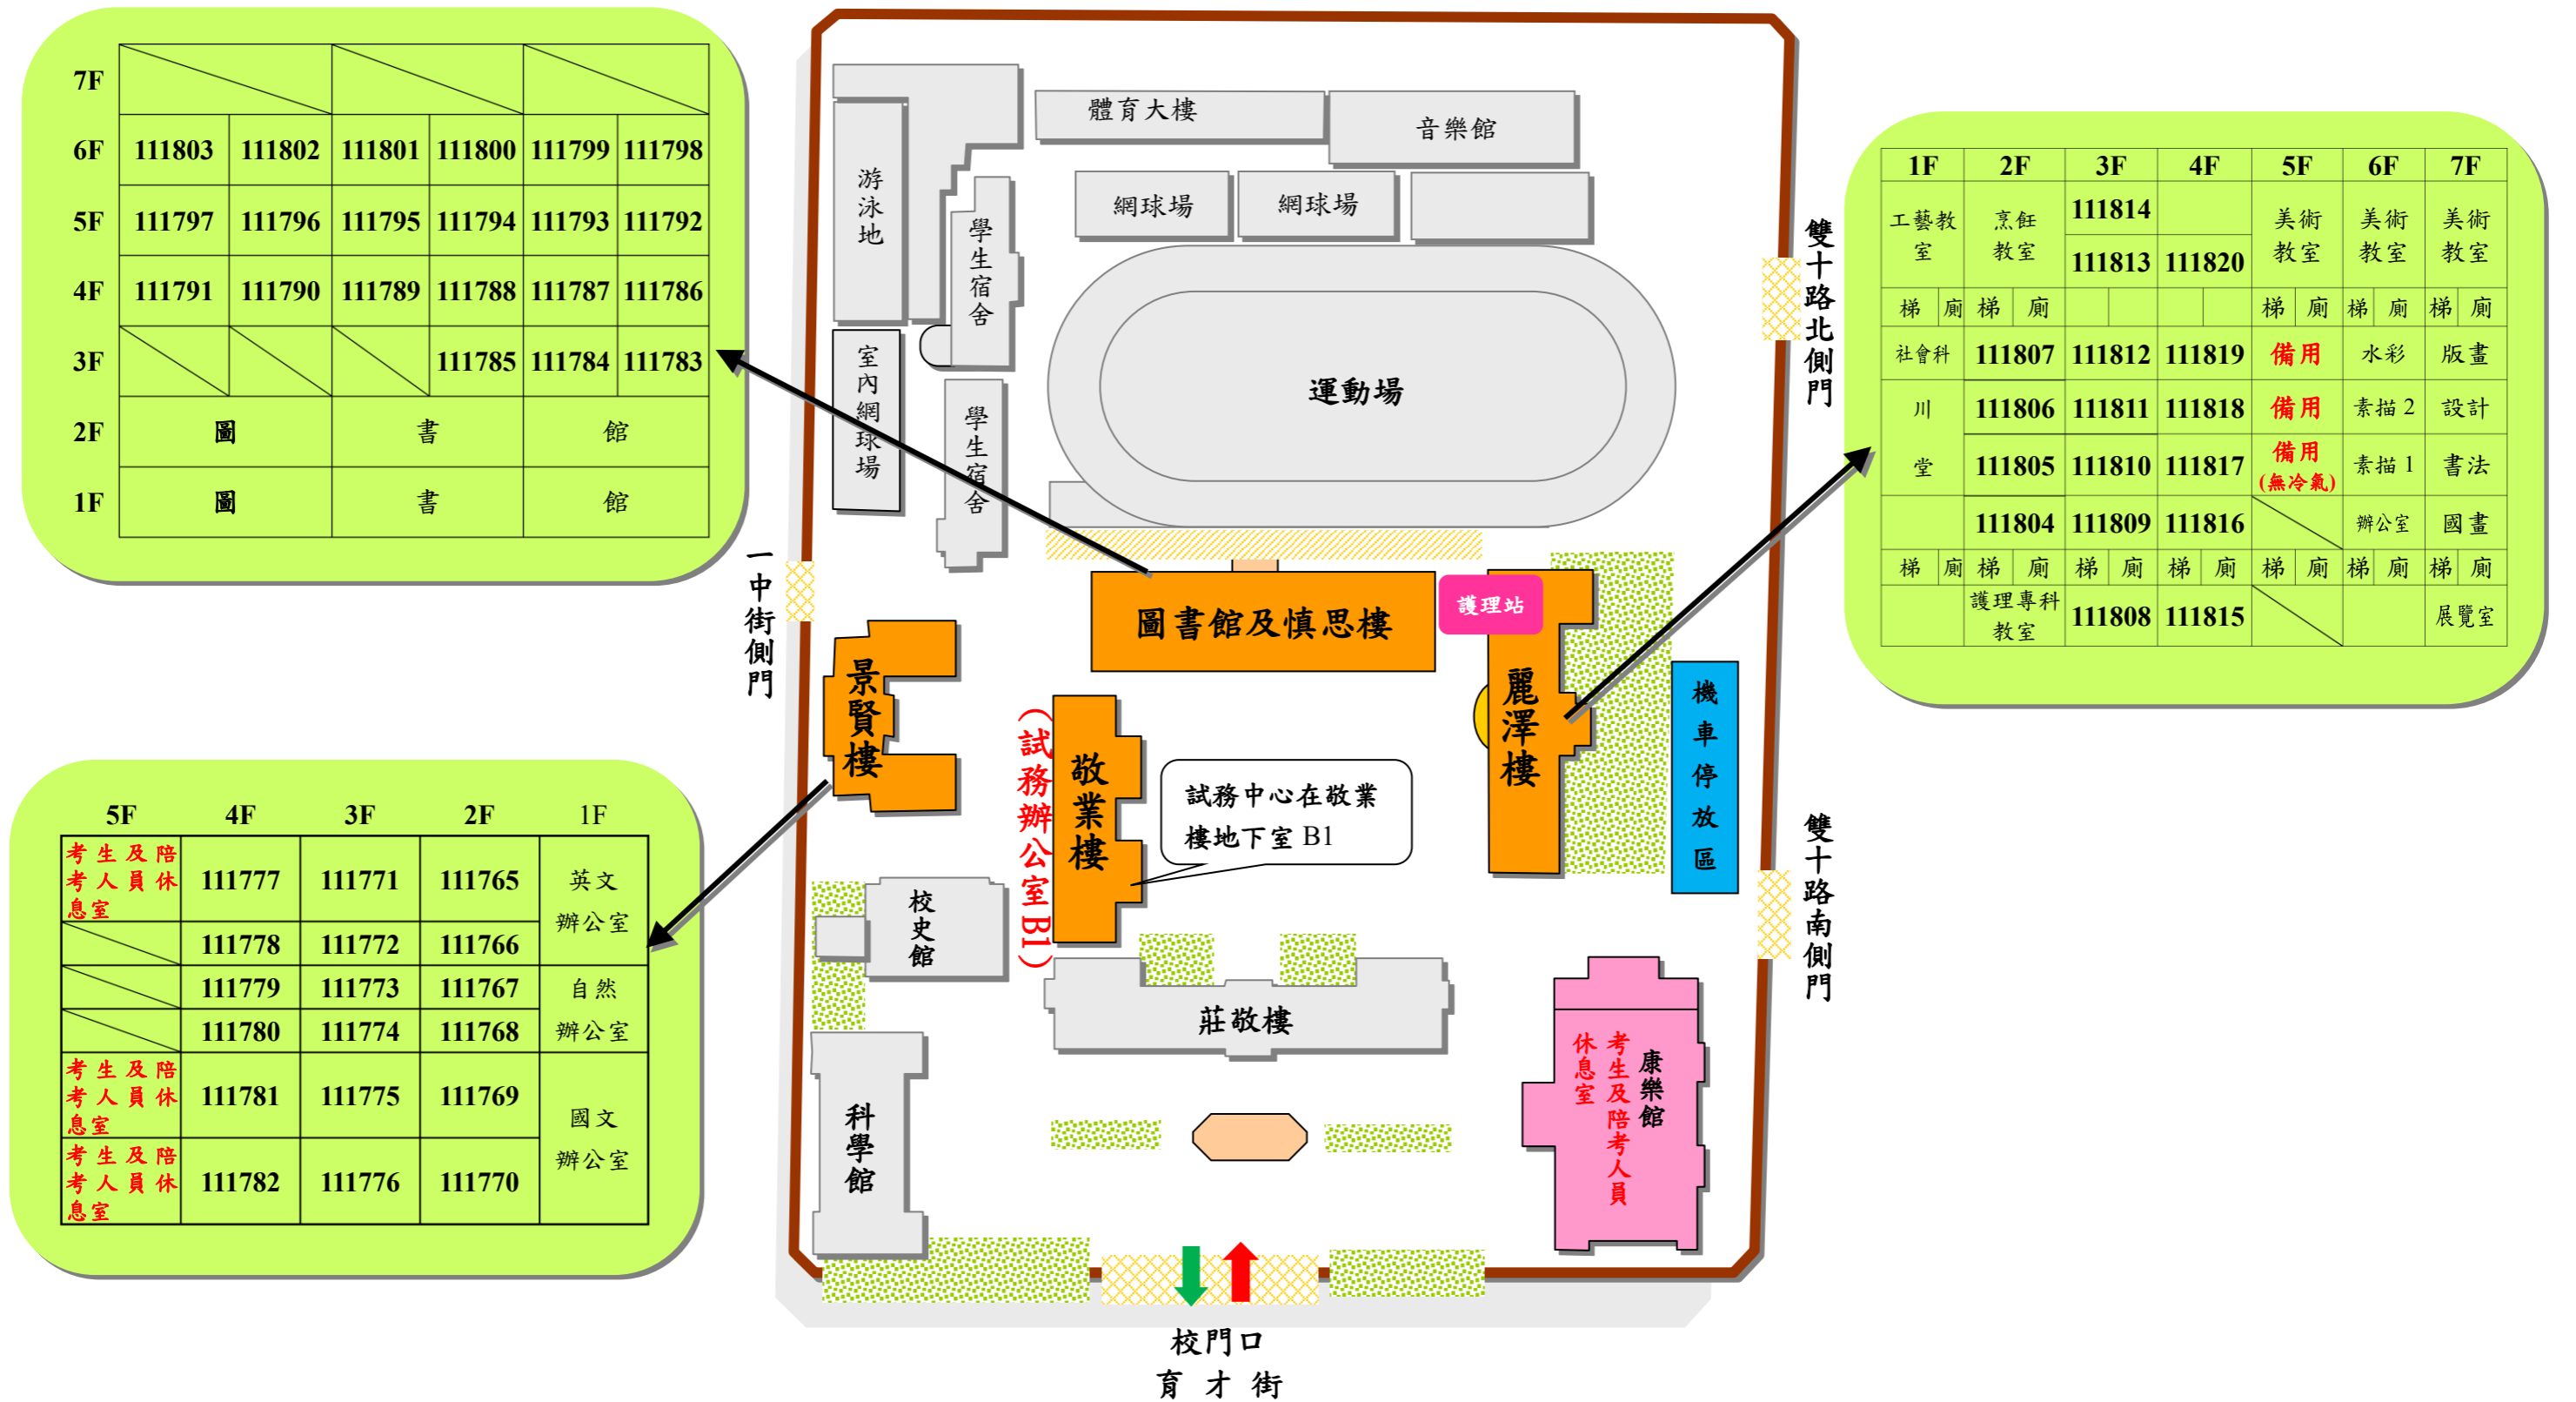 7F
6F 111803 111802 111801 111800 111799 111798
5F 111797 111796 111795 111794 111793 111792
4F 111791 111790 111789 111788 111787 111786
3F 111785 111784 111783
2F 圖 書 館
1F 圖 書 館
5F 4F 3F 2F 1F
考生及陪考人員休息室 111777 111771 111765 英文辦公室
111778 111772 111766
111779 111773 111767 自然辦公室
111780 111774 111768
考生及陪考人員休息室 111781 111775 111769 國文辦公室
考生及陪考人員休息室 111782 111776 111770
體育大樓
音樂館
游泳池
網球場
網球場
學生宿舍
室內網球場
學生宿舍
運動場
一中街側門
雙十路北側門
圖書館及慎思樓
護理站
景賢樓
麗澤樓
機車停放區
敬業樓
(試務辦公室B1)
試務中心在敬業
樓地下室 B1
雙十路南側門
校史館
莊敬樓
科學館
康樂館
考生及陪考人員
休息室
校門口
育才街
1F 2F 3F 4F 5F 6F 7F
工藝教室 烹飪教室 111814 美術教室 美術教室 美術教室
111813 111820
梯 廁 梯 廁 梯 廁 梯 廁 梯 廁
社會科 111807 111812 111819 備用 水彩 版畫
川 111806 111811 111818 備用 素描 2 設計
堂 111805 111810 111817 備用(無冷氣) 素描 1 書法
111804 111809 111816 辦公室 國畫
梯 廁 梯 廁 梯 廁 梯 廁 梯 廁 梯 廁 梯 廁
護理專科教室 111808 111815 展覽室